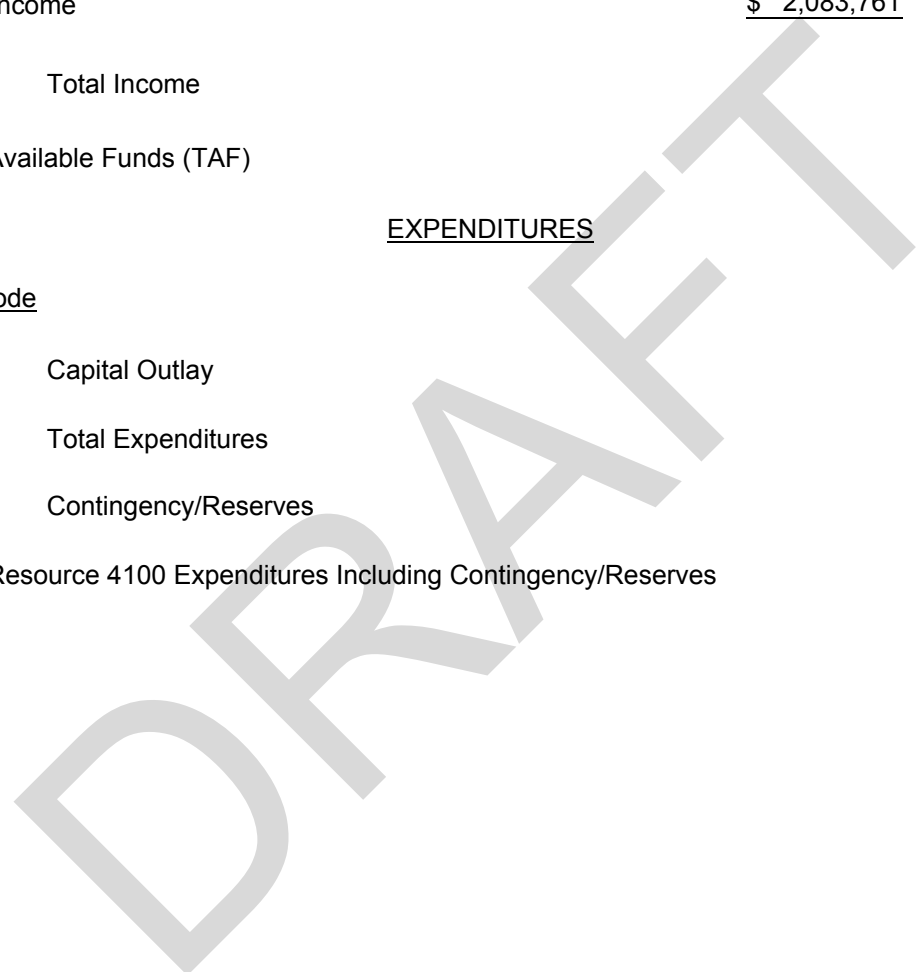 ncome $ 2,083,761
Total Income
Available Funds (TAF)
EXPENDITURES
ode
Capital Outlay
Total Expenditures
Contingency/Reserves
Resource 4100 Expenditures Including Contingency/Reserves
DRAFT